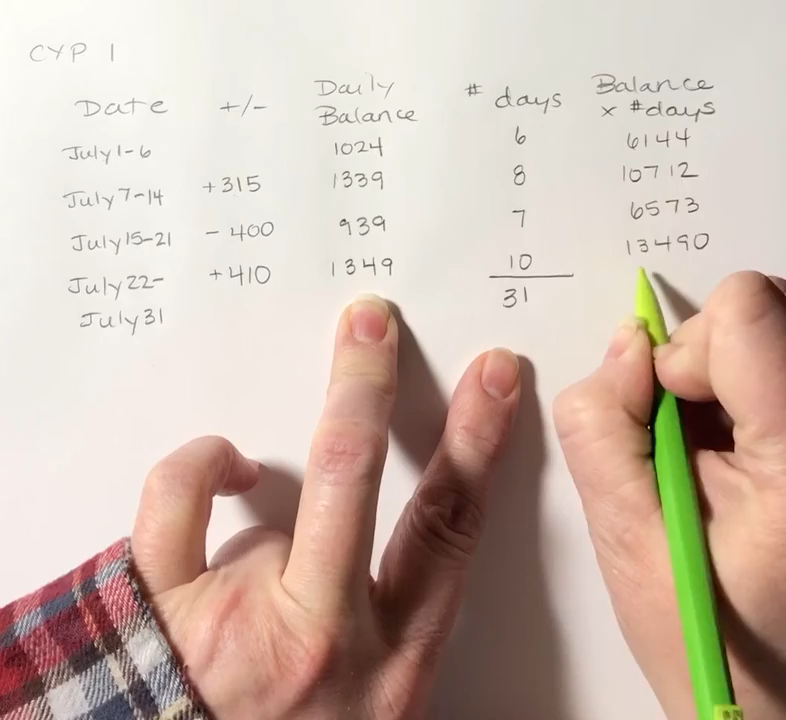 CYP 1
Date +/- Daily Balance # days Balance x #days
July 1-6 1024 6 6144
July 7-14 +315 1339 8 10712
July 15-21 - 400 939 7 6573
July 22- +410 1349 10 13490
July 31 31